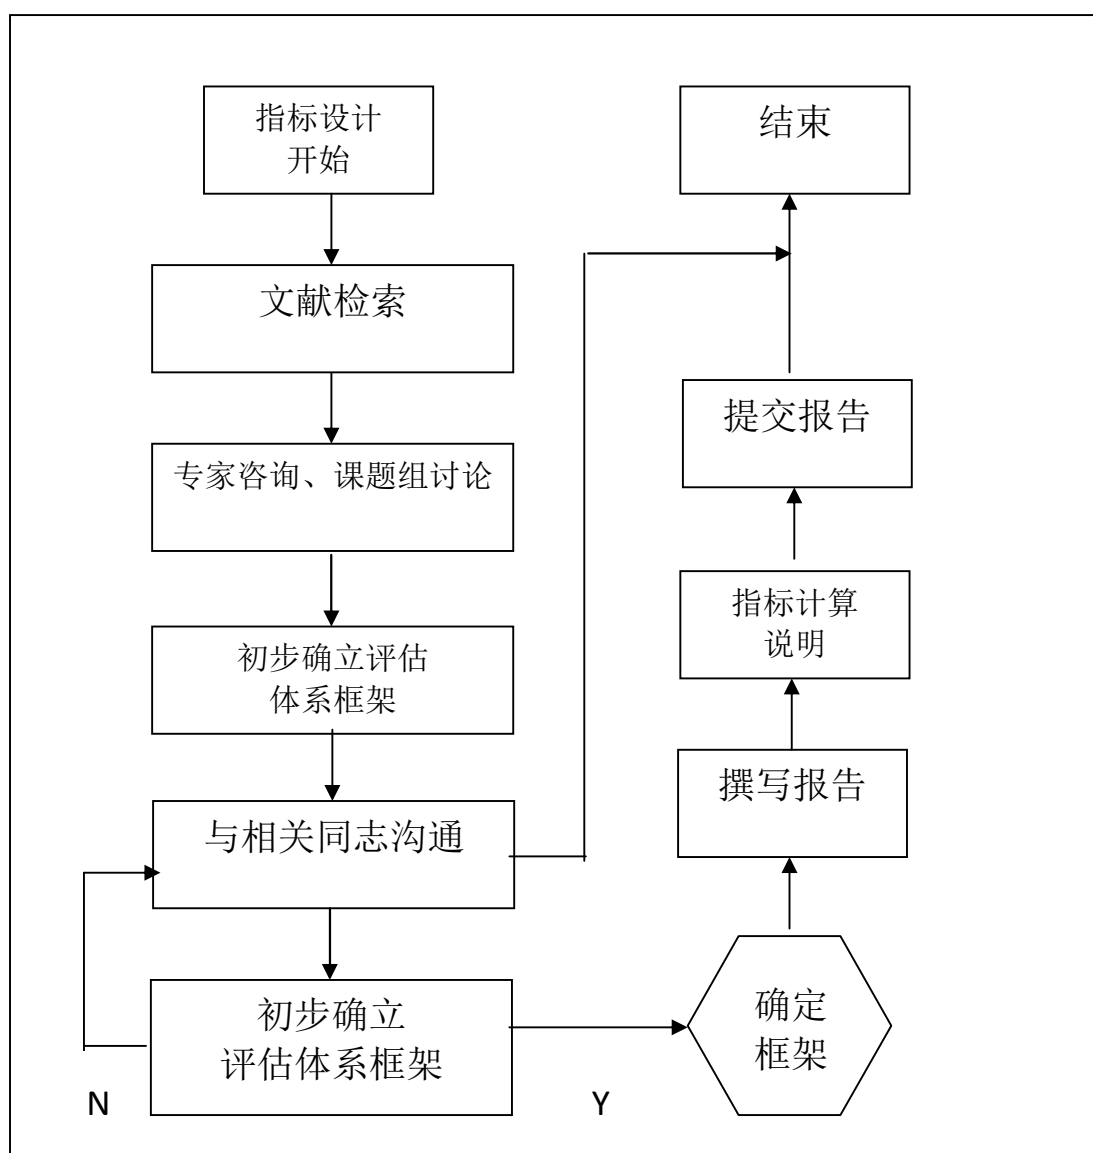 指标设计
开始
文献检索
专家咨询、课题组讨论
初步确立评估
体系框架
与相关同志沟通
初步确立
评估体系框架
N
Y
结束
提交报告
指标计算
说明
撰写报告
确定
框架